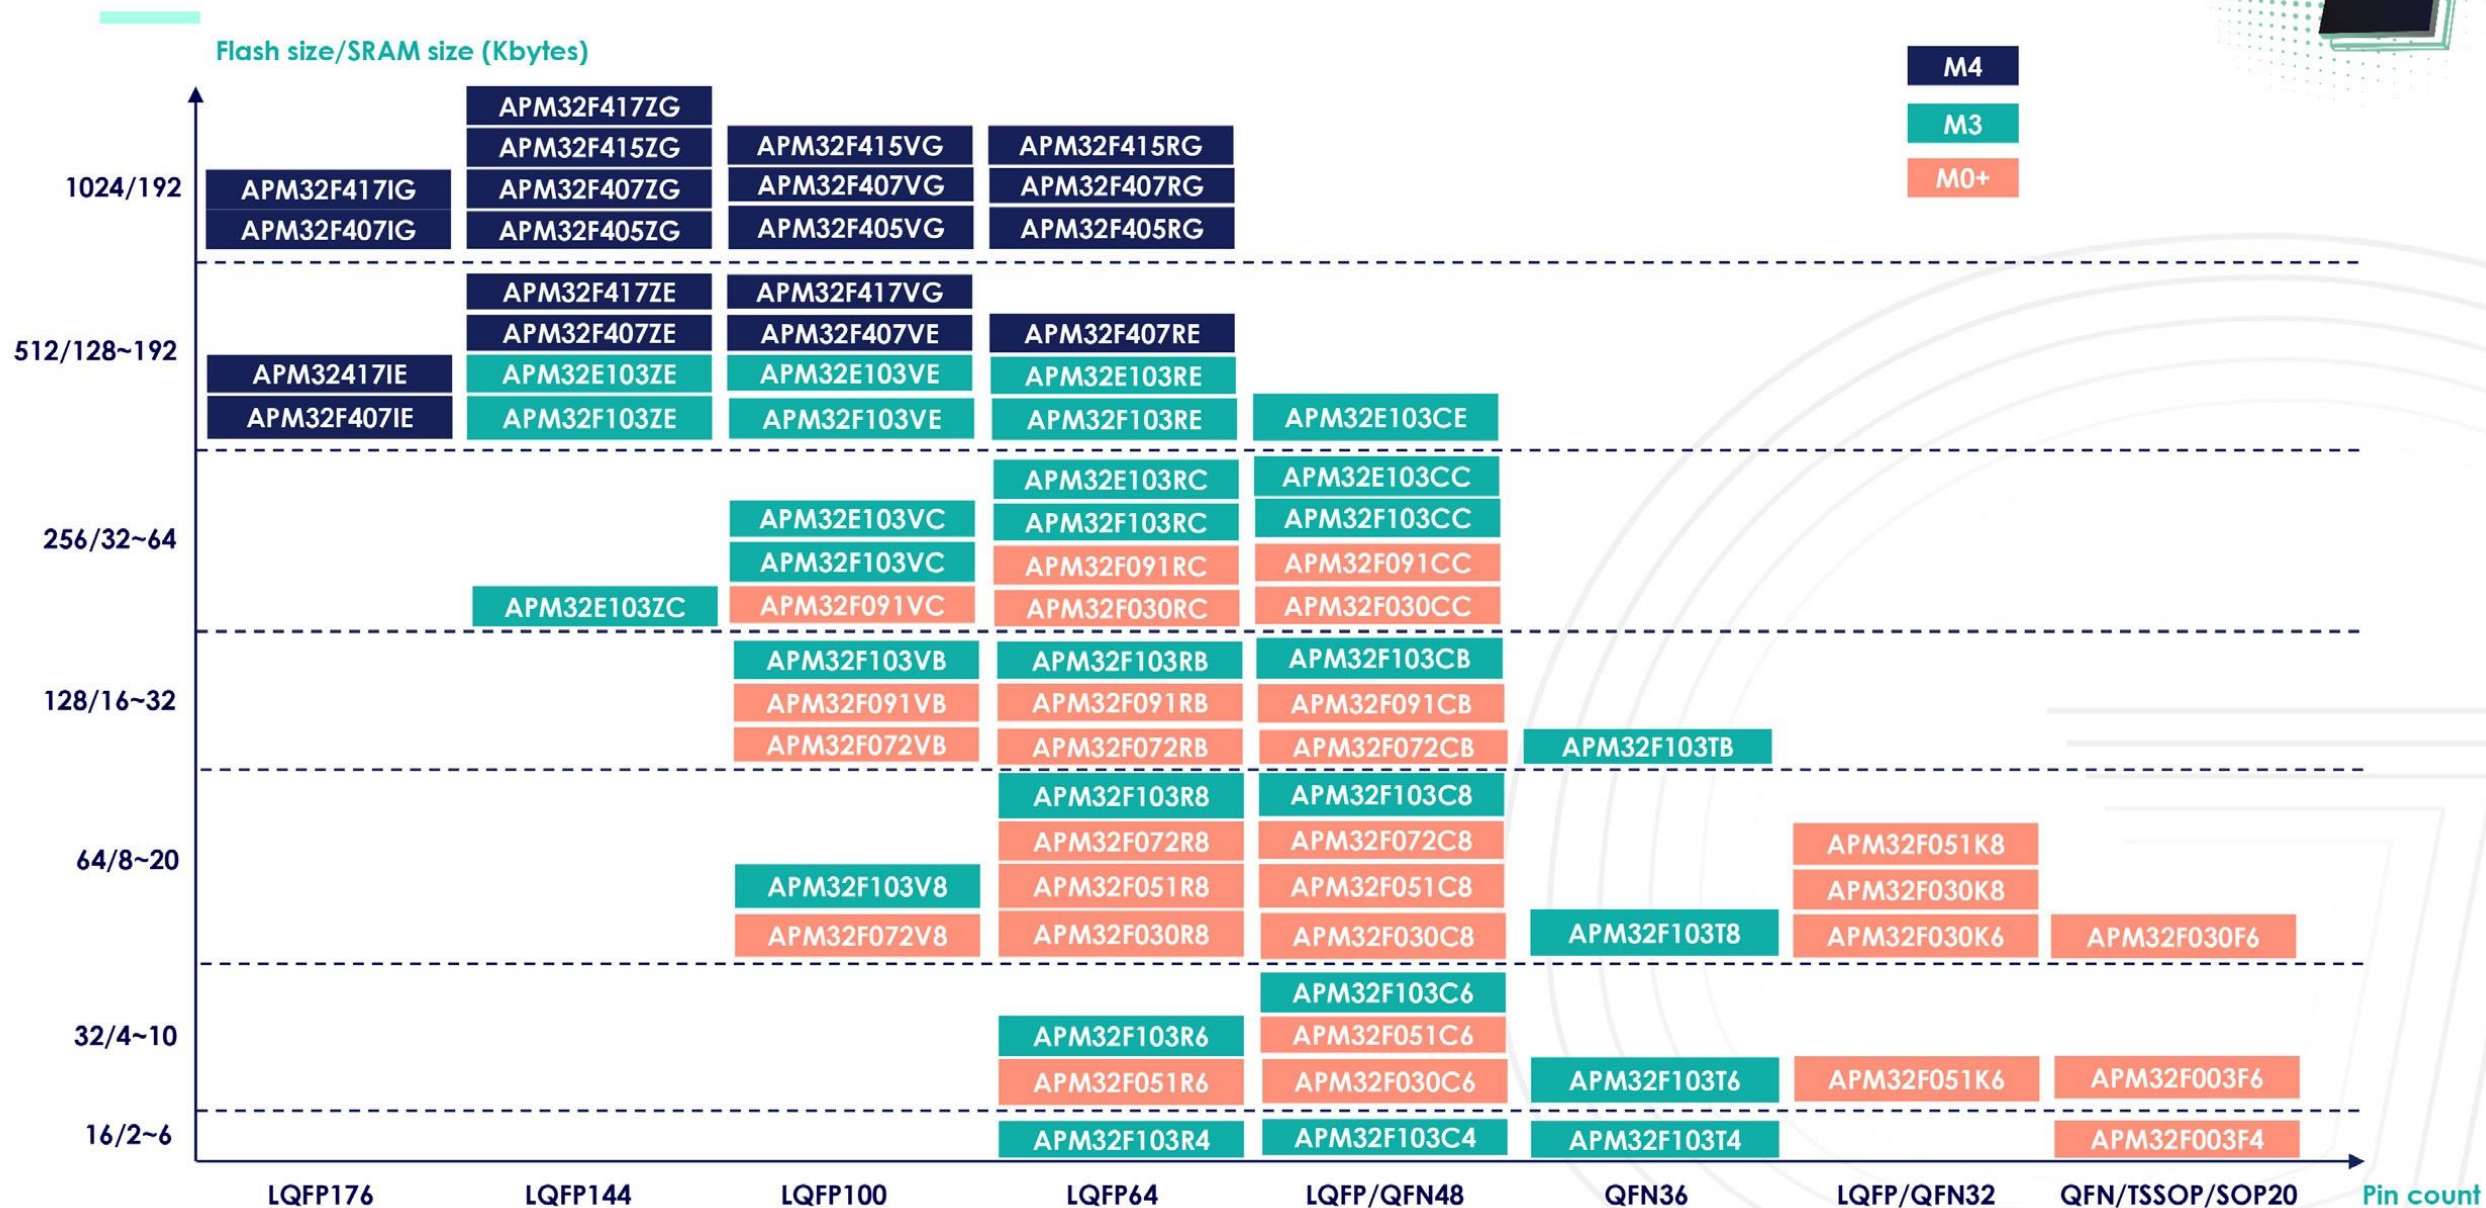 Flash size/SRAM size (Kbytes)
M4
M3
M0+
1024/192
APM32F417IG
APM32F407IG
APM32F417ZG
APM32F415ZG
APM32F407ZG
APM32F405ZG
APM32F415VG
APM32F407VG
APM32F405VG
APM32F415RG
APM32F407RG
APM32F405RG
512/128~192
APM32417IE
APM32F407IE
APM32F417ZE
APM32F407ZE
APM32E103ZE
APM32F103ZE
APM32F417VG
APM32F407VE
APM32E103VE
APM32F103VE
APM32F407RE
APM32E103RE
APM32F103RE
APM32E103CE
256/32~64
APM32E103ZC
APM32E103VC
APM32F103VC
APM32F091VC
APM32E103RC
APM32F103RC
APM32F091RC
APM32F030RC
APM32E103CC
APM32F103CC
APM32F091CC
APM32F030CC
128/16~32
APM32F103VB
APM32F091VB
APM32F072VB
APM32F103RB
APM32F091RB
APM32F072RB
APM32F103CB
APM32F091CB
APM32F072CB
APM32F103TB
64/8~20
APM32F103V8
APM32F072V8
APM32F103R8
APM32F072R8
APM32F051R8
APM32F030R8
APM32F103C8
APM32F072C8
APM32F051C8
APM32F030C8
APM32F103T8
APM32F051K8
APM32F030K8
APM32F030K6
APM32F030F6
32/4~10
APM32F103R6
APM32F051R6
APM32F103C6
APM32F051C6
APM32F030C6
APM32F103T6
APM32F051K6
APM32F003F6
16/2~6
APM32F103R4
APM32F103C4
APM32F103T4
APM32F003F4
LQFP176
LQFP144
LQFP100
LQFP64
LQFP/QFN48
QFN36
LQFP/QFN32
QFN/TSSOP/SOP20
Pin count